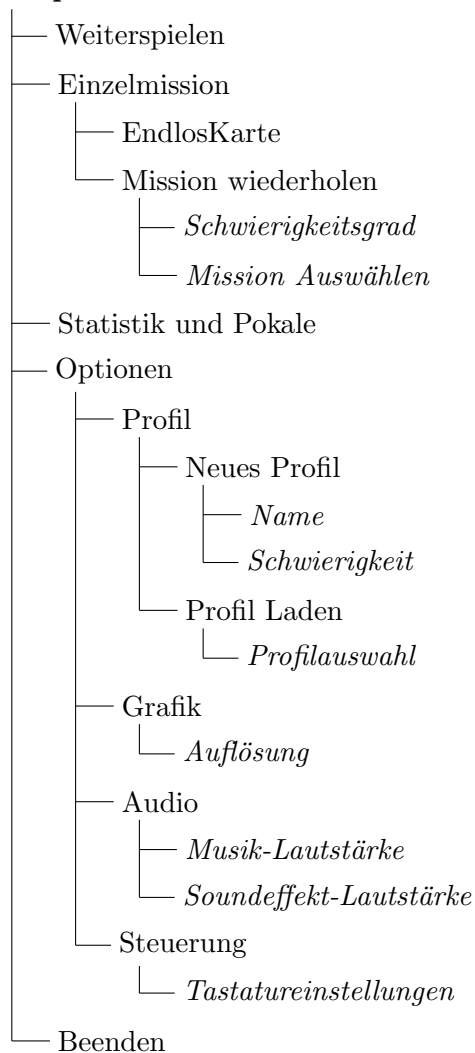 Weiterspielen
Einzelmission
EndlosKarte
Mission wiederholen
Schwierigkeitsgrad
Mission Auswählen
Statistik und Pokale
Optionen
Profil
Neues Profil
Name
Schwierigkeit
Profil Laden
Profilauswahl
Grafik
Auflösung
Audio
Musik-Lautstärke
Soundeffekt-Lautstärke
Steuerung
Tastatureinstellungen
Beenden